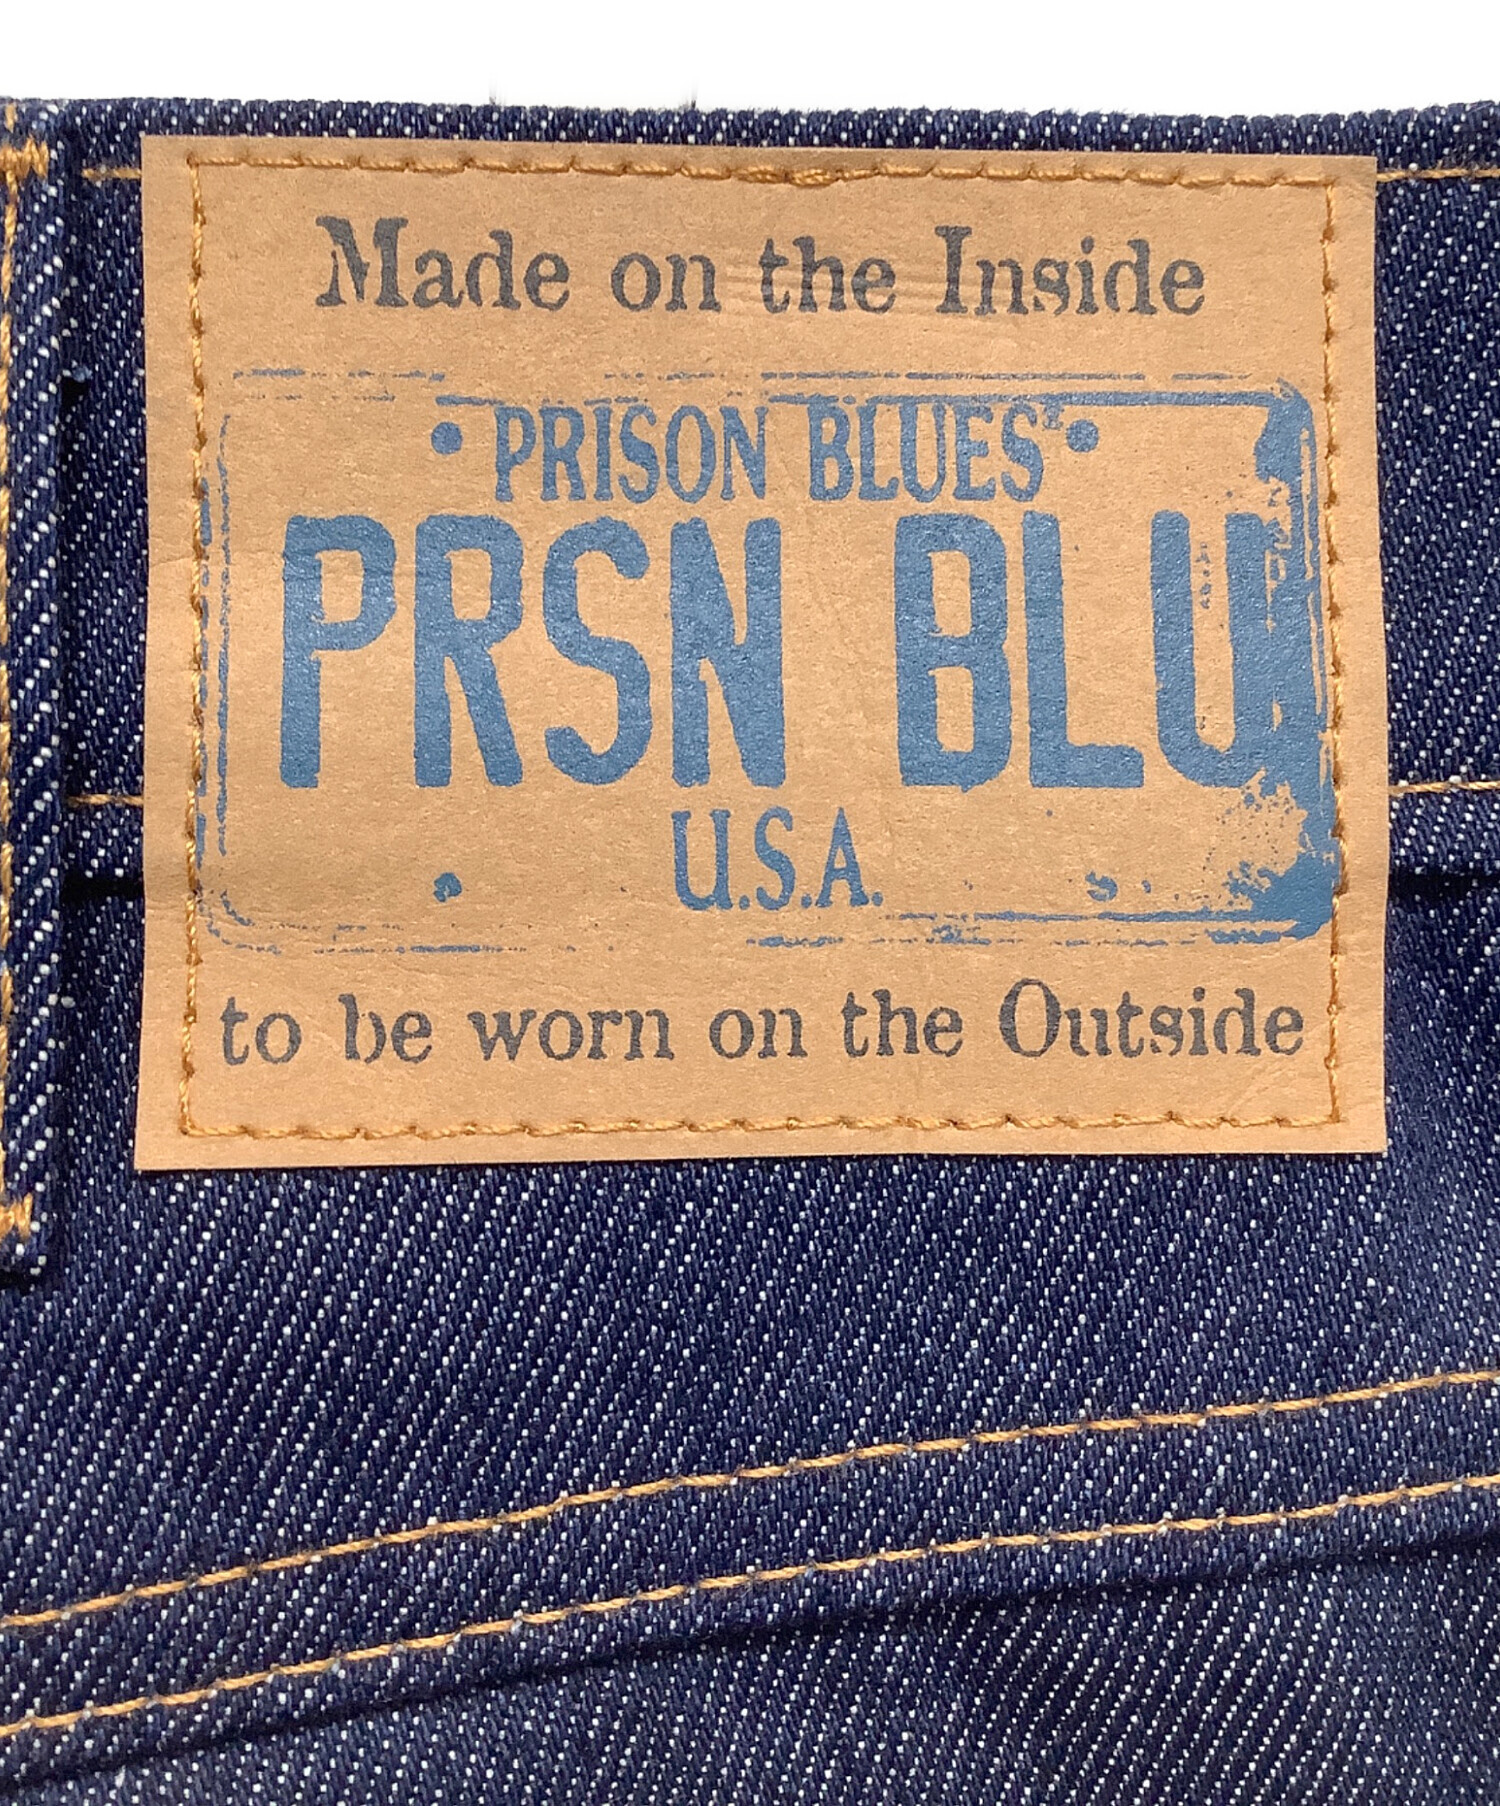 Made on the Inside
PRISON BLUES®
PRSN BLU
U.S.A.
to be worn on the Outside